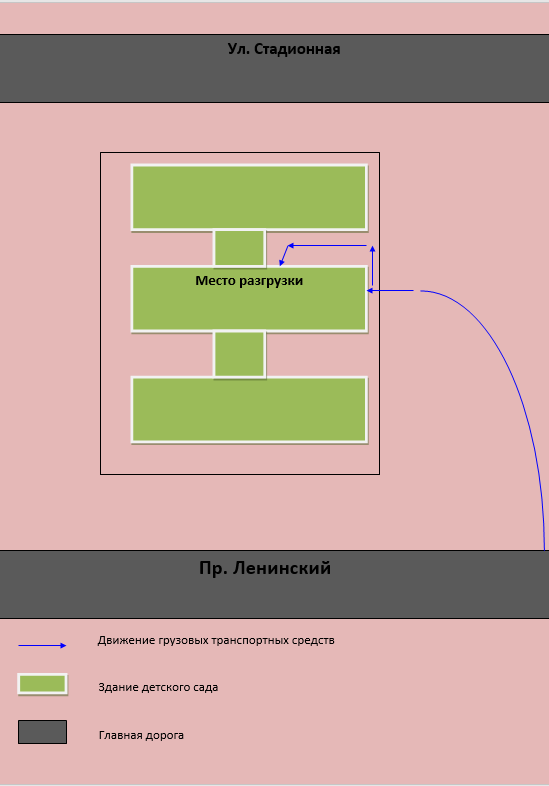 Ул. Стадионная
Место разгрузки
Пр. Ленинский
Движение грузовых транспортных средств
Здание детского сада
Главная дорога